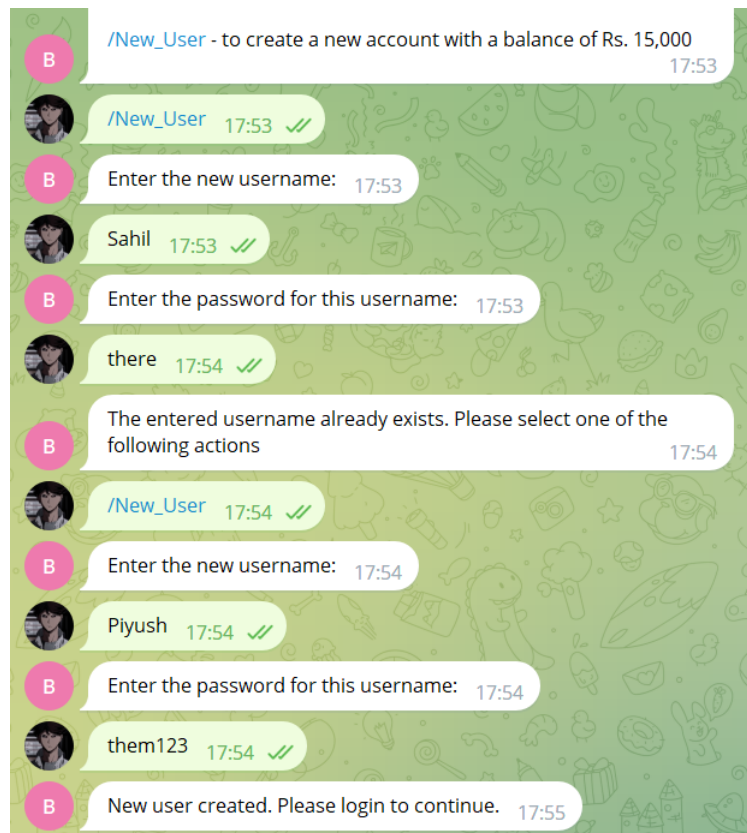 /New_User - to create a new account with a balance of Rs. 15,000
17:53
B
/New_User 17:53
Enter the new username: 17:53
B
Sahil 17:53
Enter the password for this username: 17:53
B
there 17:54
The entered username already exists. Please select one of the
following actions 17:54
B
/New_User 17:54
Enter the new username: 17:54
B
Piyush 17:54
Enter the password for this username: 17:54
B
them123 17:54
New user created. Please login to continue. 17:55
B